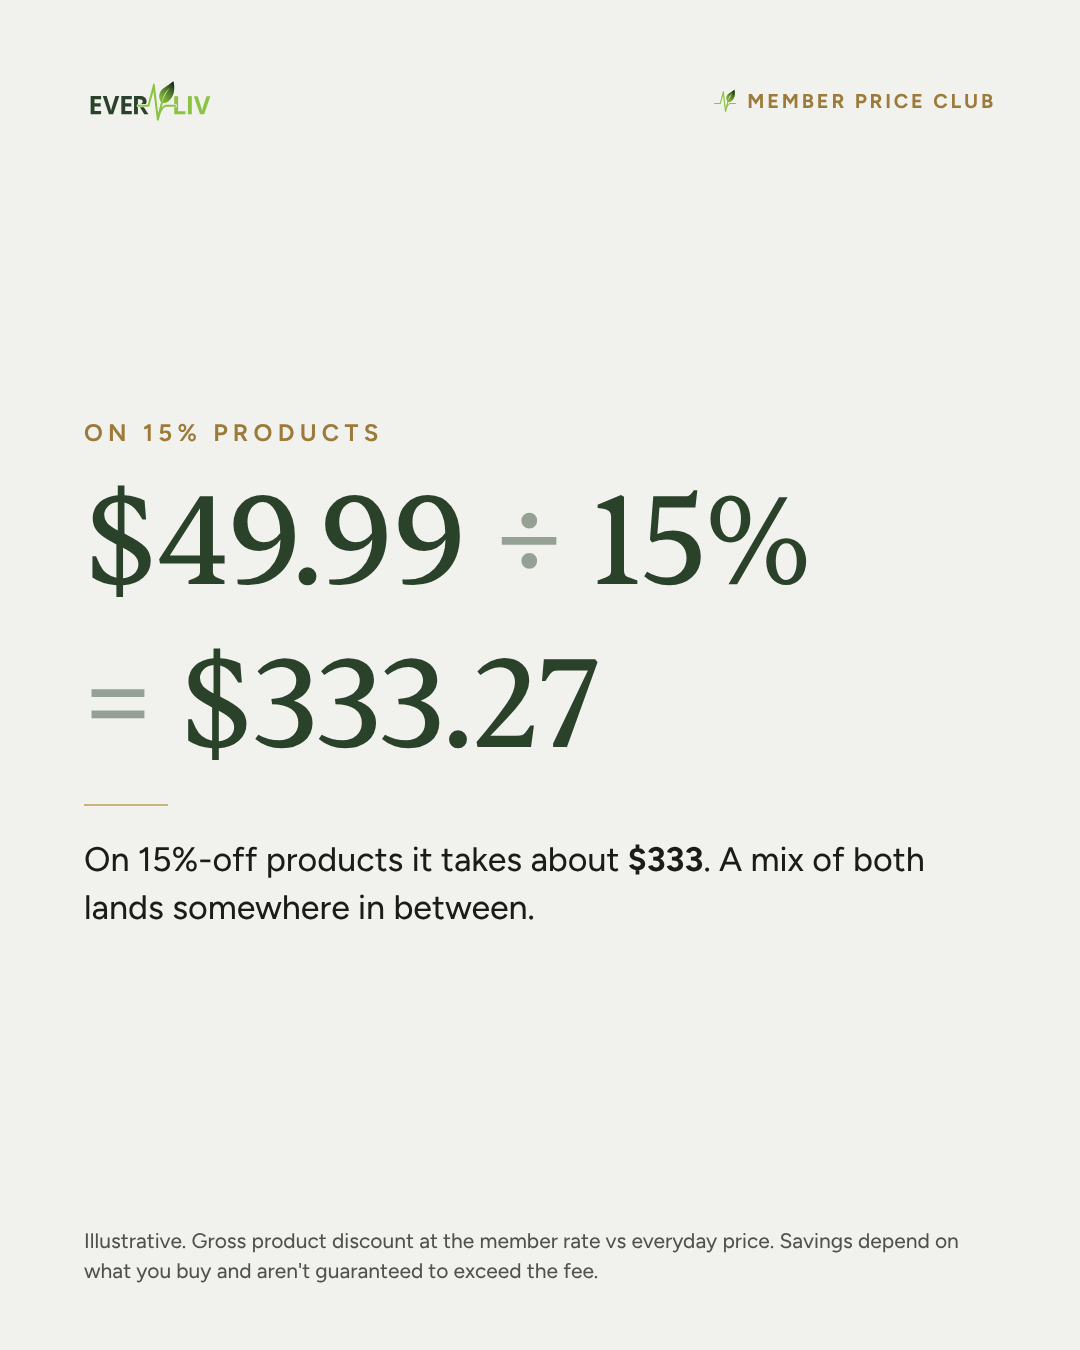 EVERLIV
MEMBER PRICE CLUB
ON 15% PRODUCTS
$49.99 ÷ 15%
= $333.27
On 15%-off products it takes about $333. A mix of both
lands somewhere in between.
Illustrative. Gross product discount at the member rate vs everyday price. Savings depend on
what you buy and aren't guaranteed to exceed the fee.